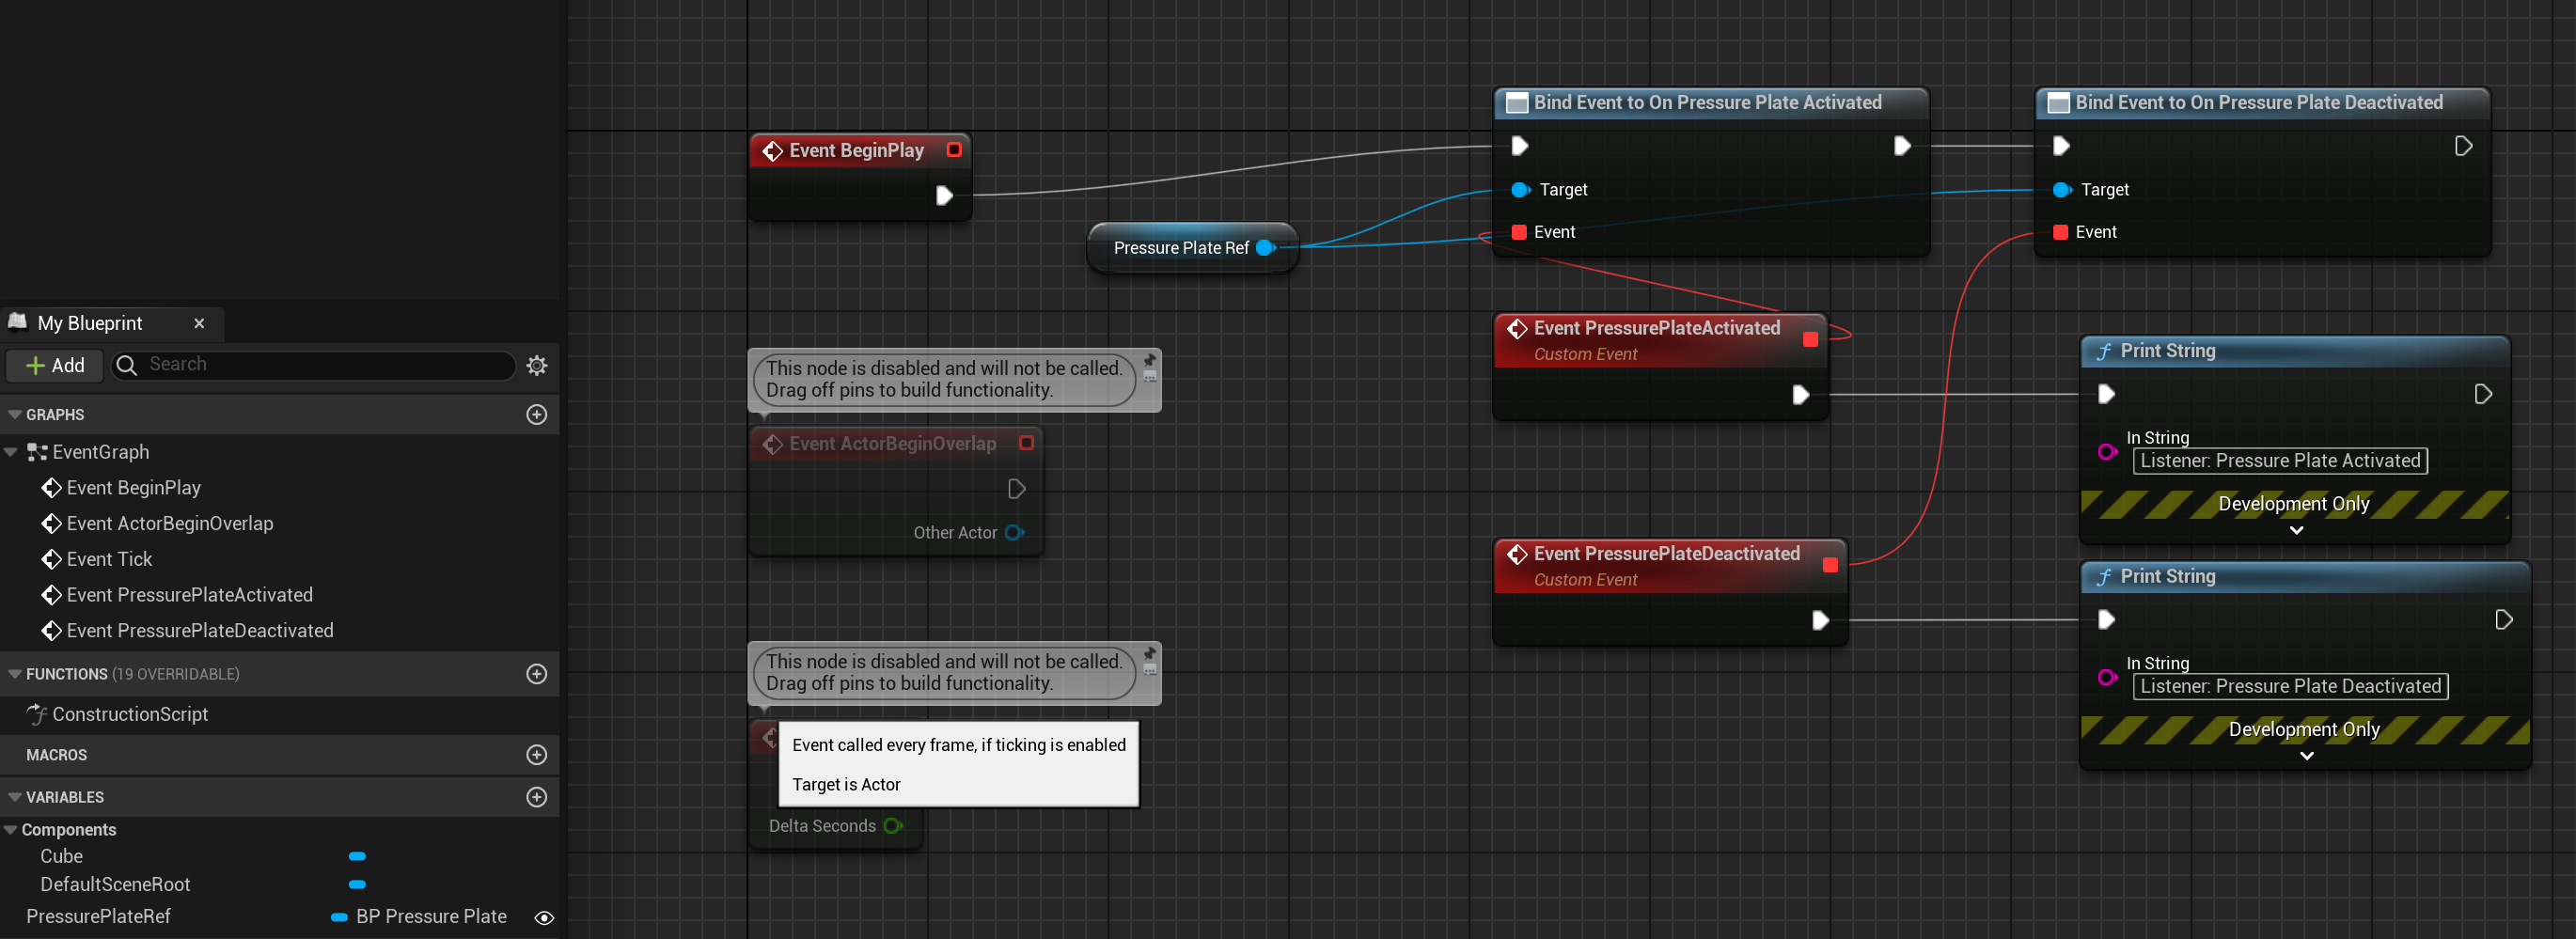 My Blueprint
Add
Search
GRAPHS
EventGraph
Event BeginPlay
Event ActorBeginOverlap
Event Tick
Event PressurePlateActivated
Event PressurePlateDeactivated
FUNCTIONS (19 OVERRIDABLE)
ConstructionScript
MACROS
VARIABLES
Components
Cube
DefaultSceneRoot
PressurePlateRef BP Pressure Plate
Event BeginPlay
Pressure Plate Ref
This node is disabled and will not be called.
Drag off pins to build functionality.
Event ActorBeginOverlap
Other Actor
This node is disabled and will not be called.
Drag off pins to build functionality.
Event called every frame, if ticking is enabled
Target is Actor
Delta Seconds
Bind Event to On Pressure Plate Activated
Target
Event
Bind Event to On Pressure Plate Deactivated
Target
Event
Event PressurePlateActivated
Custom Event
Print String
In String
Listener: Pressure Plate Activated
Development Only
Event PressurePlateDeactivated
Custom Event
Print String
In String
Listener: Pressure Plate Deactivated
Development Only